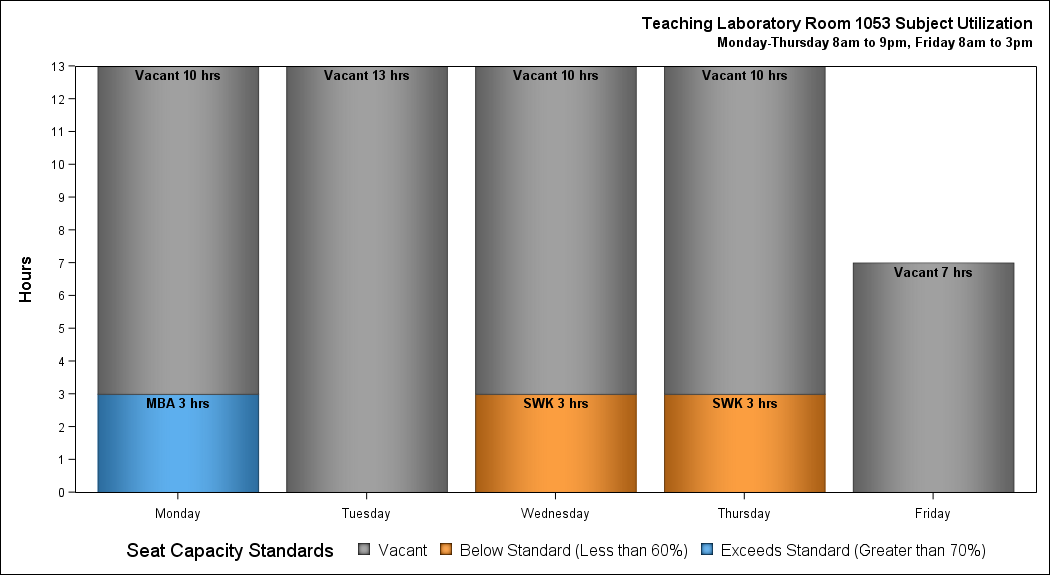 Teaching Laboratory Room 1053 Subject Utilization
Monday-Thursday 8am to 9pm, Friday 8am to 3pm
Hours
13
12
11
10
9
8
7
6
5
4
3
2
1
0
Vacant 10 hrs
Vacant 13 hrs
Vacant 10 hrs
Vacant 10 hrs
Vacant 7 hrs
MBA 3 hrs
SWK 3 hrs
SWK 3 hrs
Monday
Tuesday
Wednesday
Thursday
Friday
Seat Capacity Standards
Vacant
Below Standard (Less than 60%)
Exceeds Standard (Greater than 70%)